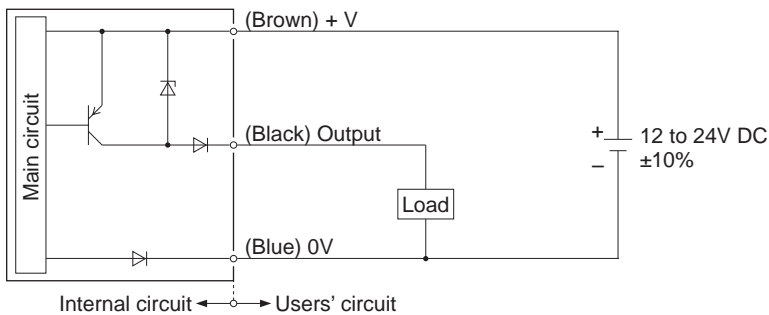 (Brown) + V
Main circuit
(Black) Output
+
12 to 24V DC
−
±10%
Load
(Blue) 0V
Internal circuit
Users' circuit